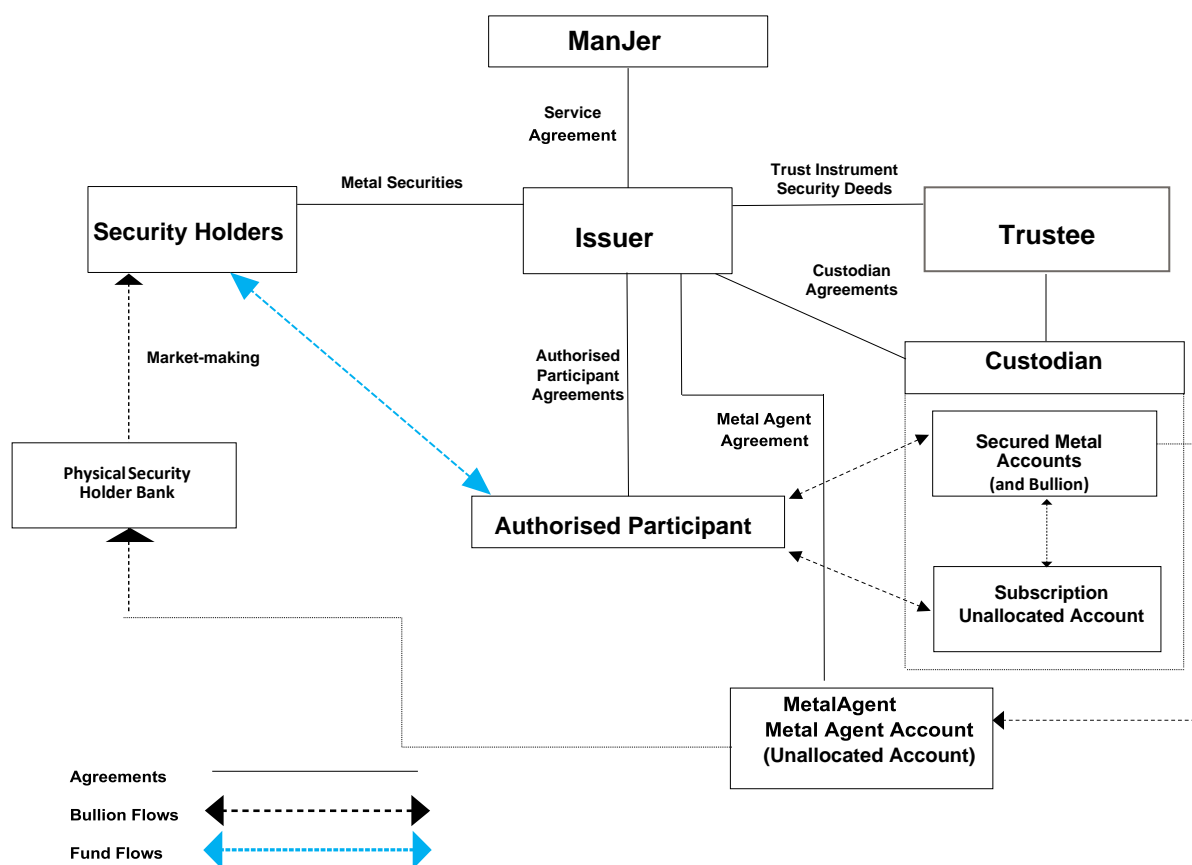 ManJer
Service
Agreement
Trust Instrument
Security Deeds
Metal Securities
Security Holders
Issuer
Trustee
Custodian
Agreements
Market-making
Authorised
Participant
Agreements
Custodian
Metal Agent
Agreement
Secured Metal
Accounts
(and Bullion)
Physical Security
Holder Bank
Authorised Participant
Subscription
Unallocated Account
MetalAgent
Metal Agent Account
(Unallocated Account)
Agreements
Bullion Flows
Fund Flows